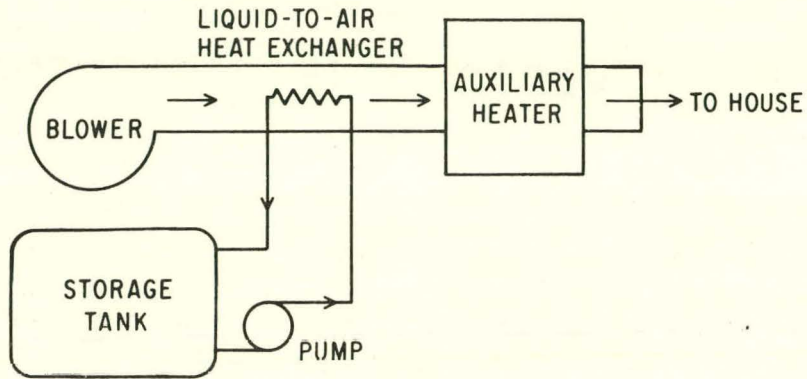 LIQUID-TO-AIR
HEAT EXCHANGER
BLOWER
AUXILIARY
HEATER
TO HOUSE
STORAGE
TANK
PUMP